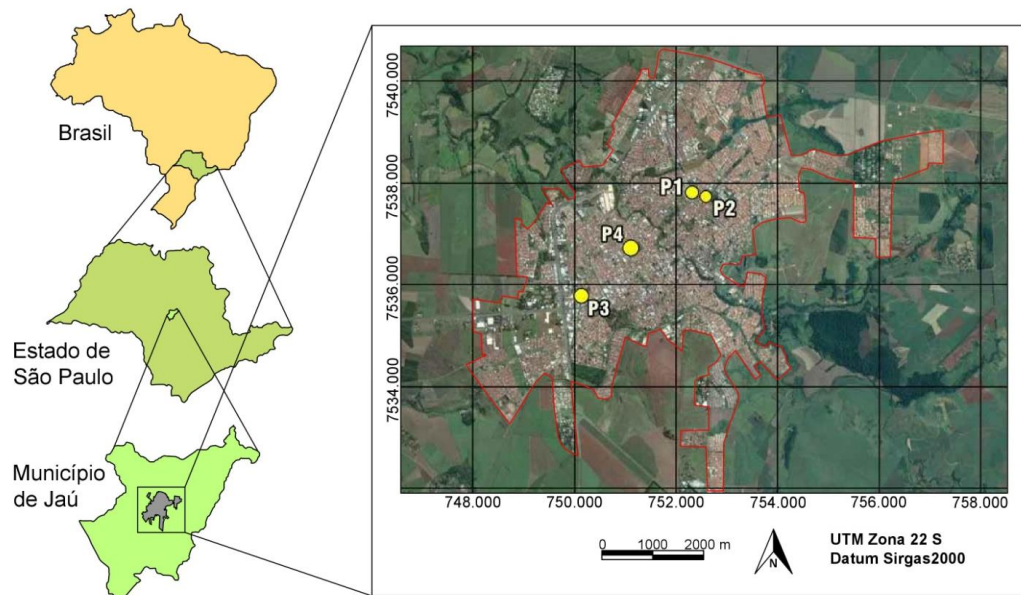 Brasil
Estado de
São Paulo
Município
de Jaú
7540.000
7538.000
7536.000
7534.000
P1
P2
P4
P3
748.000
750.000
752.000
754.000
756.000
758.000
0 1000 2000 m
N
UTM Zona 22 S
Datum Sirgas2000